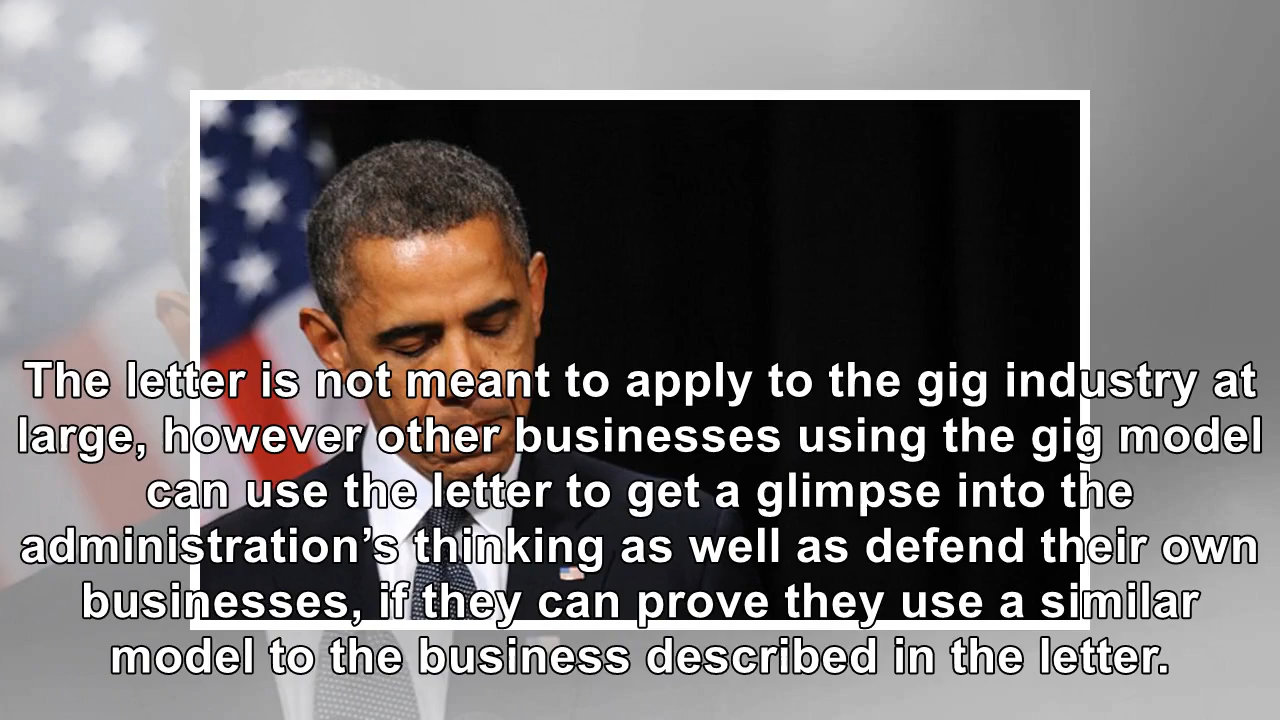 The letter is not meant to apply to the gig industry at
large, however other businesses using the gig model
can use the letter to get a glimpse into the
administration’s thinking as well as defend their own
businesses, if they can prove they use a similar
model to the business described in the letter.